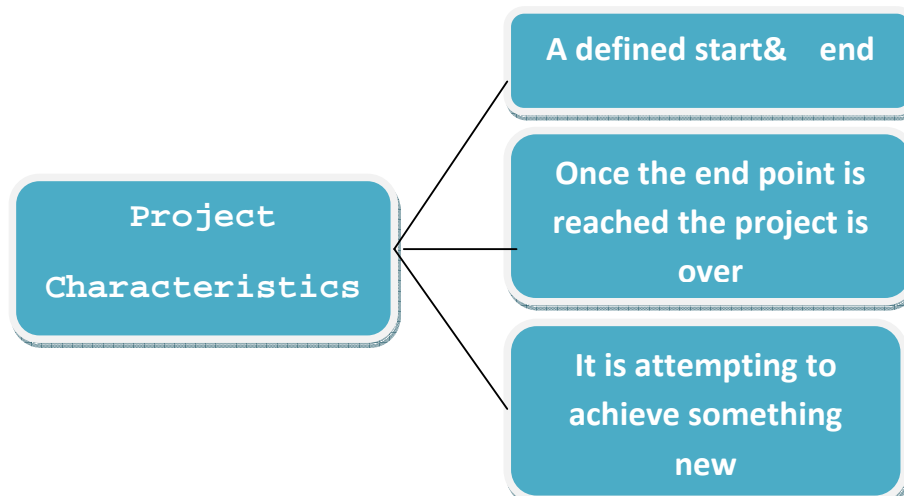 Project
Characteristics
A defined start& end
Once the end point is
reached the project is
over
It is attempting to
achieve something
new